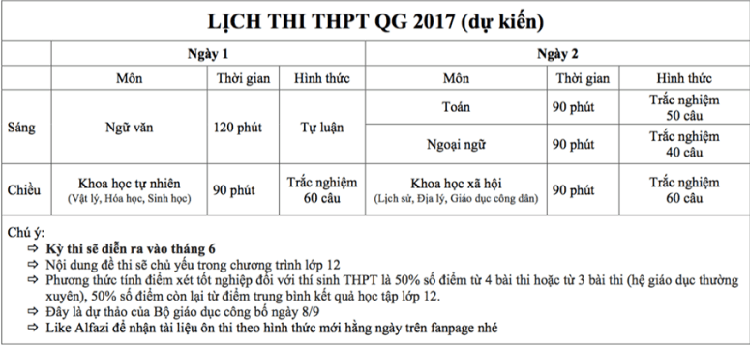 LỊCH THI THPT QG 2017 (dự kiến)
Ngày 1 Ngày 2
Môn Thời gian Hình thức Môn Thời gian Hình thức
Sáng Ngữ văn 120 phút Tự luận Toán 90 phút Trắc nghiệm
50 câu
Ngoại ngữ 90 phút Trắc nghiệm
40 câu
Chiều Khoa học tự nhiên 90 phút Trắc nghiệm Khoa học xã hội 90 phút Trắc nghiệm
(Vật lý, Hóa học, Sinh học) 60 câu (Lịch sử, Địa lý, Giáo dục công dân) 60 câu
Chú ý:
⇨ Kỳ thi sẽ diễn ra vào tháng 6
⇨ Nội dung đề thi sẽ chủ yếu trong chương trình lớp 12
⇨ Phương thức tính điểm xét tốt nghiệp đối với thí sinh THPT là 50% số điểm từ 4 bài thi hoặc từ 3 bài thi (hệ giáo dục thường
xuyên), 50% số điểm còn lại từ điểm trung bình kết quả học tập lớp 12.
⇨ Đây là dự thảo của Bộ giáo dục công bố ngày 8/9
⇨ Like Alfazi để nhận tài liệu ôn thi theo hình thức mới hằng ngày trên fanpage nhé